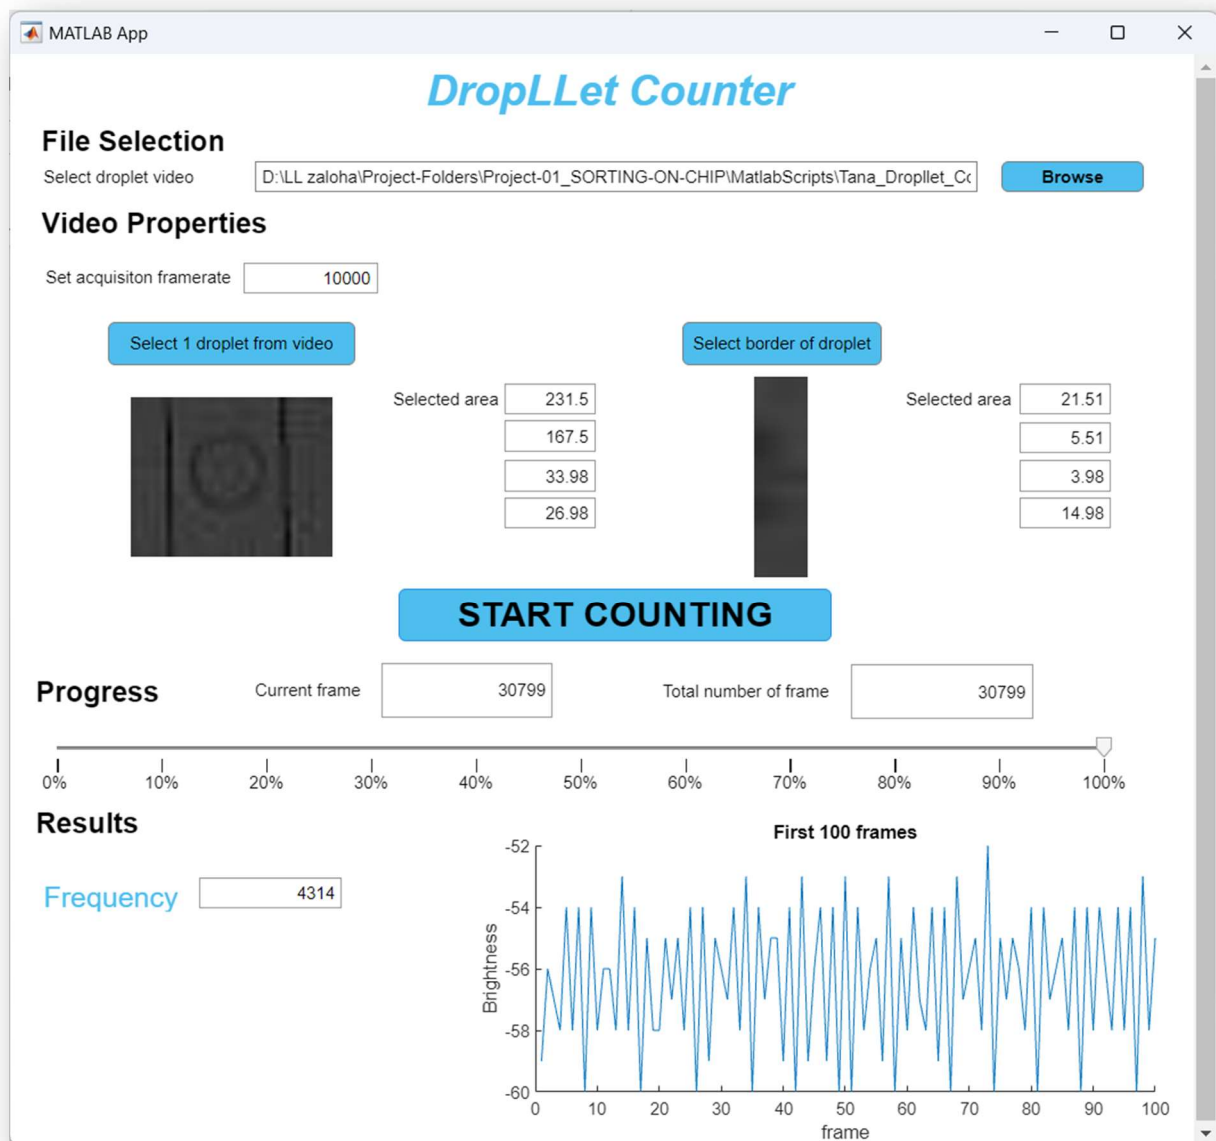 MATLAB App
DropLLet Counter
File Selection
Select droplet video D:\LL zaloha\Project-Folders\Project-01_SORTING-ON-CHIP\MatlabScripts\Tana_Dropllet_Cc Browse
Video Properties
Set acquisiton framerate 10000
Select 1 droplet from video Select border of droplet
Selected area 231.5 Selected area 21.51
167.5 5.51
33.98 3.98
26.98 14.98
START COUNTING
Progress Current frame 30799 Total number of frame 30799
0% 10% 20% 30% 40% 50% 60% 70% 80% 90% 100%
Results
Frequency 4314
First 100 frames
-52
-54
-56
-58
-60
Brightness
0 10 20 30 40 50 60 70 80 90 100
frame